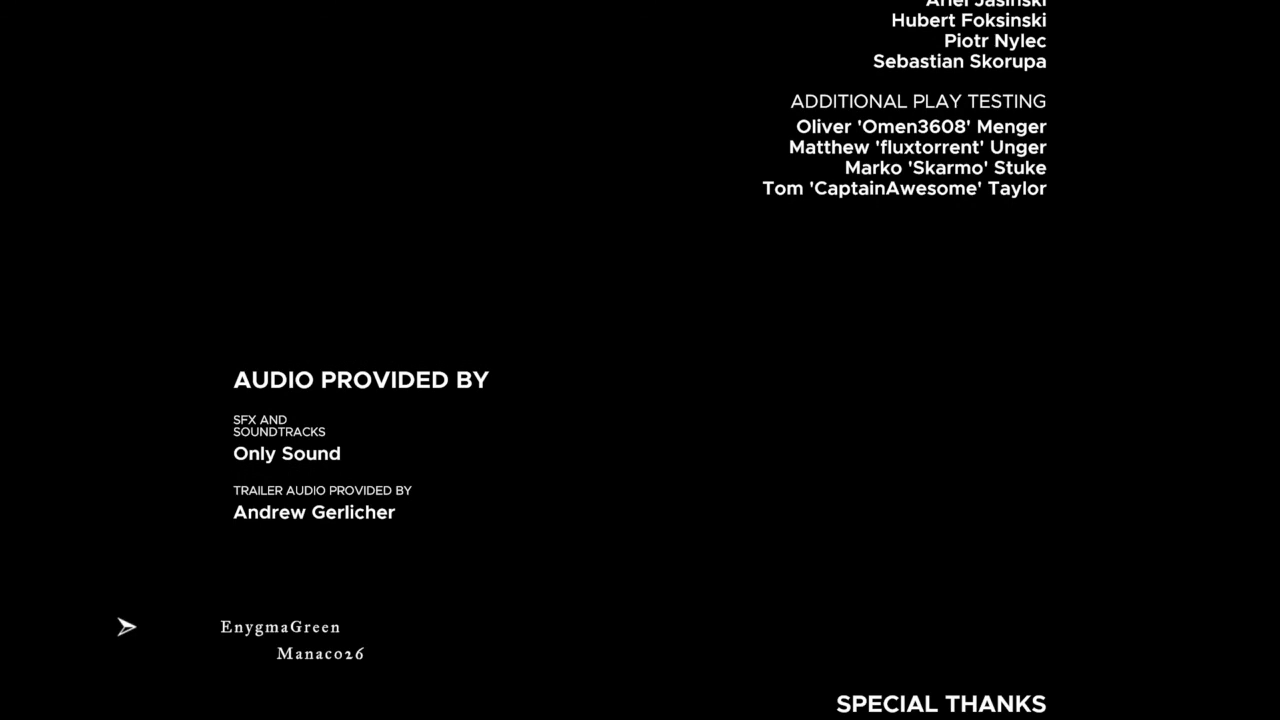 Ariel Jasinski
Hubert Foksinski
Piotr Nylec
Sebastian Skorupa
ADDITIONAL PLAY TESTING
Oliver 'Omen3608' Menger
Matthew 'fluxtorrent' Unger
Marko 'Skarmo' Stuke
Tom 'CaptainAwesome' Taylor
AUDIO PROVIDED BY
SFX AND
SOUNDTRACKS
Only Sound
TRAILER AUDIO PROVIDED BY
Andrew Gerlicher
EnygmaGreen
Manaco26
SPECIAL THANKS